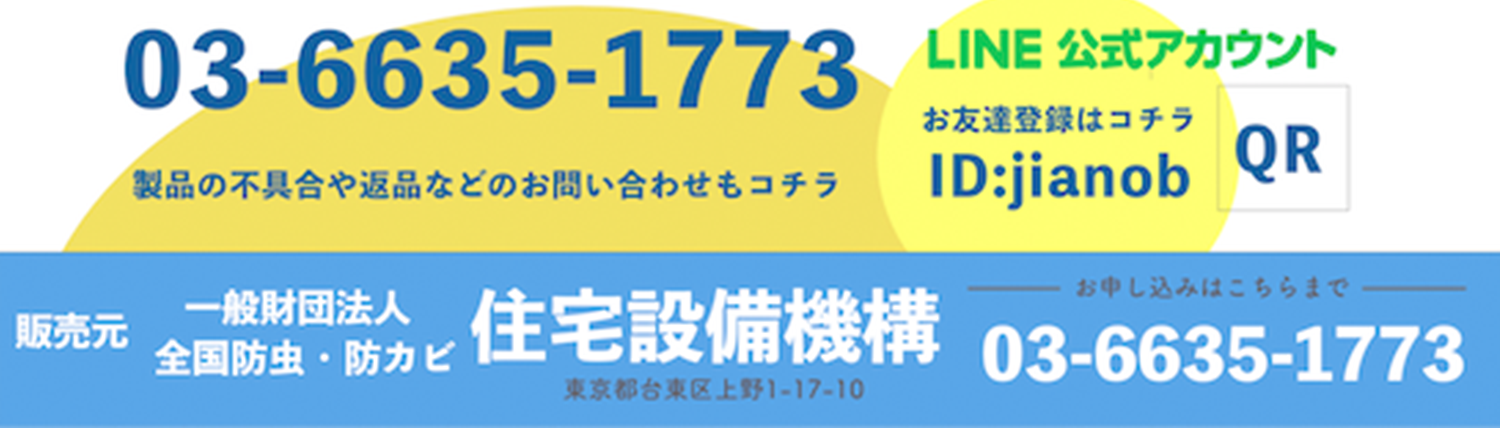 03-6635-1773
製品の不具合や返品などのお問い合わせもコチラ
LINE 公式アカウント
お友達登録はコチラ
ID:jianob
QR
販売元
一般財団法人
全国防虫・防カビ
住宅設備機構
東京都台東区上野1-17-10
お申し込みはこちらまで
03-6635-1773